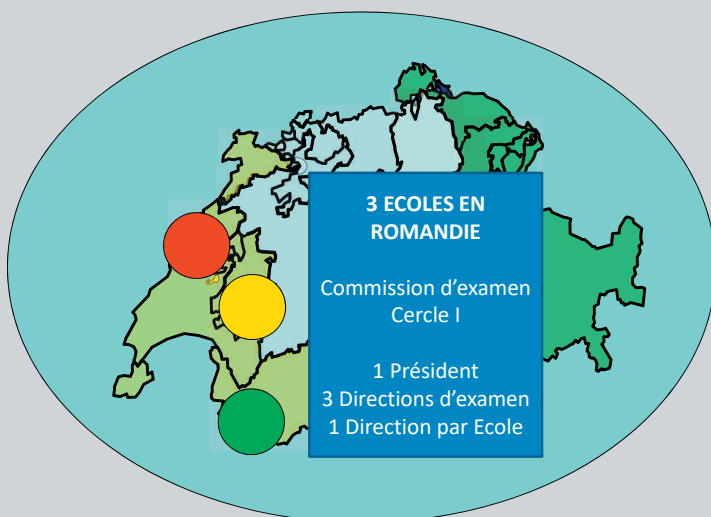 3 ECOLES EN
ROMANDIE
Commission d'examen
Cercle I
1 Président
3 Directions d'examen
1 Direction par Ecole